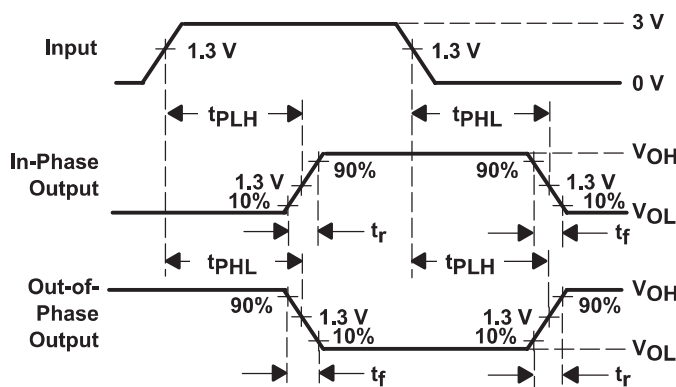 3 V
Input
1.3 V
1.3 V
0 V
tPLH
tPHL
VOH
In-Phase
Output
90%
90%
1.3 V
1.3 V
10%
10%
VOL
tr
tf
tPHL
tPLH
Out-of-
Phase
Output
VOH
90%
90%
1.3 V
1.3 V
10%
10%
VOL
tf
tr